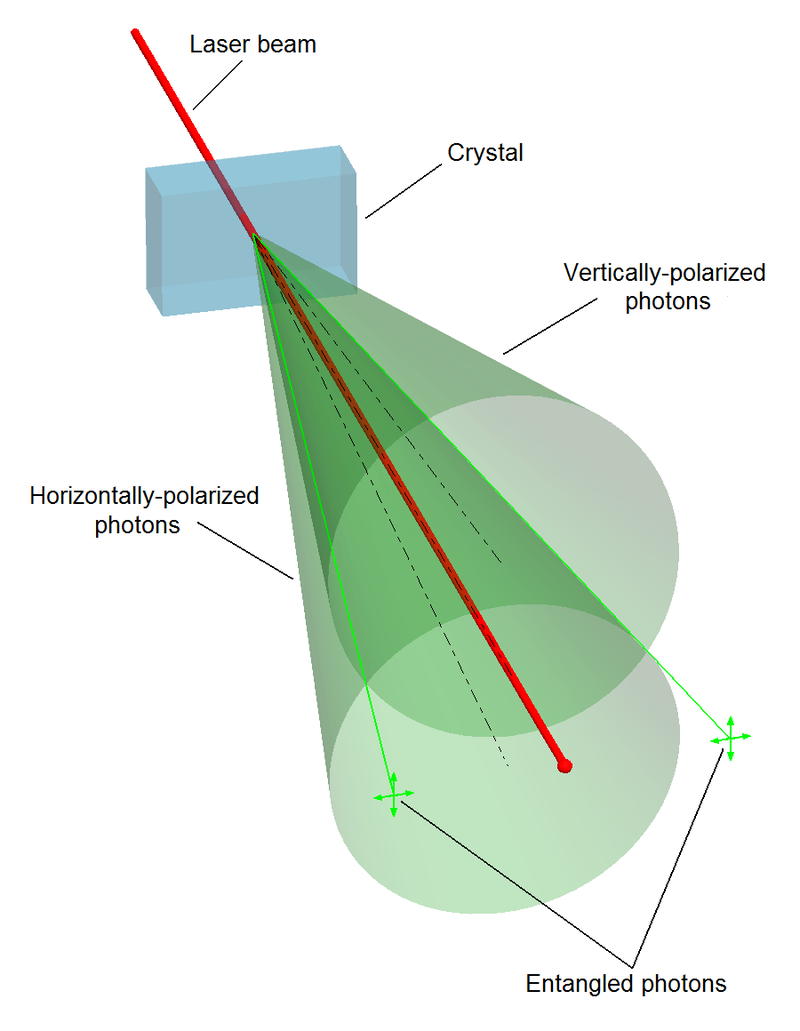 Laser beam
Crystal
Vertically-polarized
photons
Horizontally-polarized
photons
Entangled photons